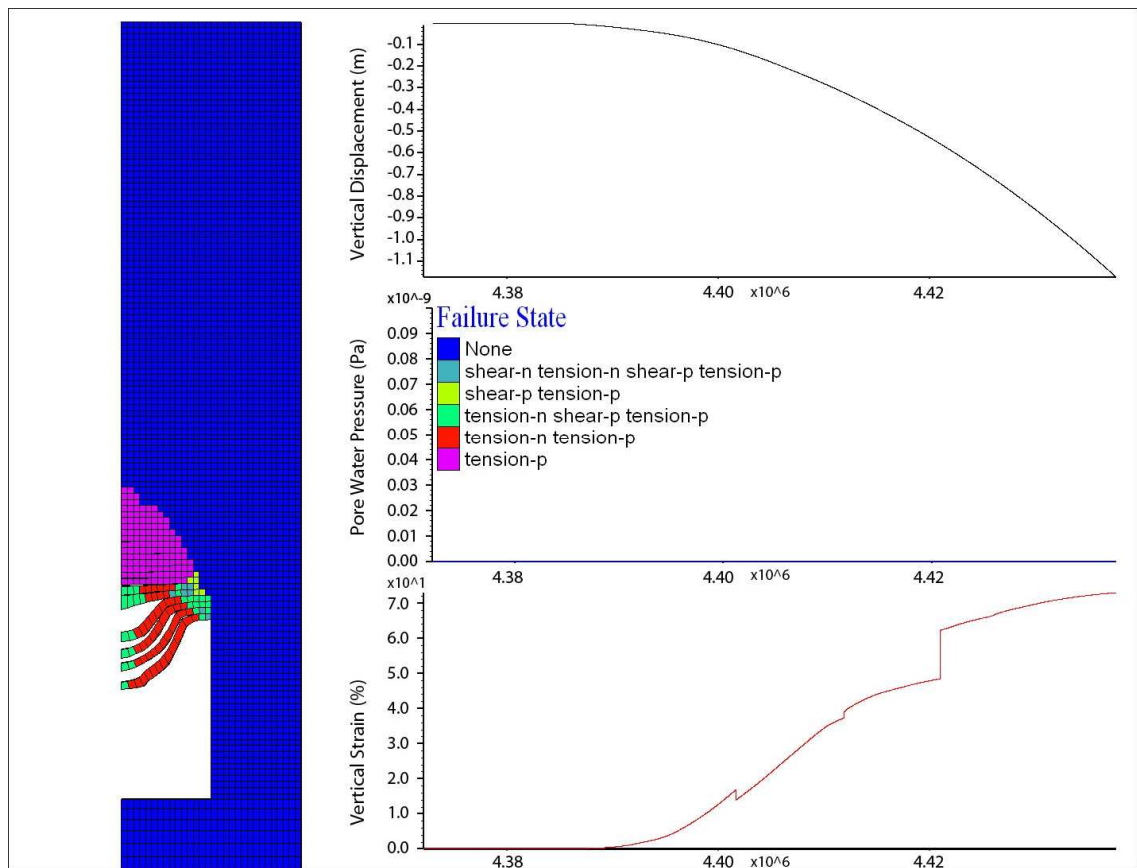 Vertical Displacement (m)
-0.1
-0.2
-0.3
-0.4
-0.5
-0.6
-0.7
-0.8
-0.9
-1.0
-1.1
4.38 4.40 x10^6 4.42
x10^-9
Pore Water Pressure (Pa)
0.09
0.08
0.07
0.06
0.05
0.04
0.03
0.02
0.01
0.00
Failure State
None
shear-n tension-n shear-p tension-p
shear-p tension-p
tension-n shear-p tension-p
tension-n tension-p
tension-p
4.38 4.40 x10^6 4.42
x10^1
Vertical Strain (%)
7.0
6.0
5.0
4.0
3.0
2.0
1.0
0.0
4.38 4.40 x10^6 4.42